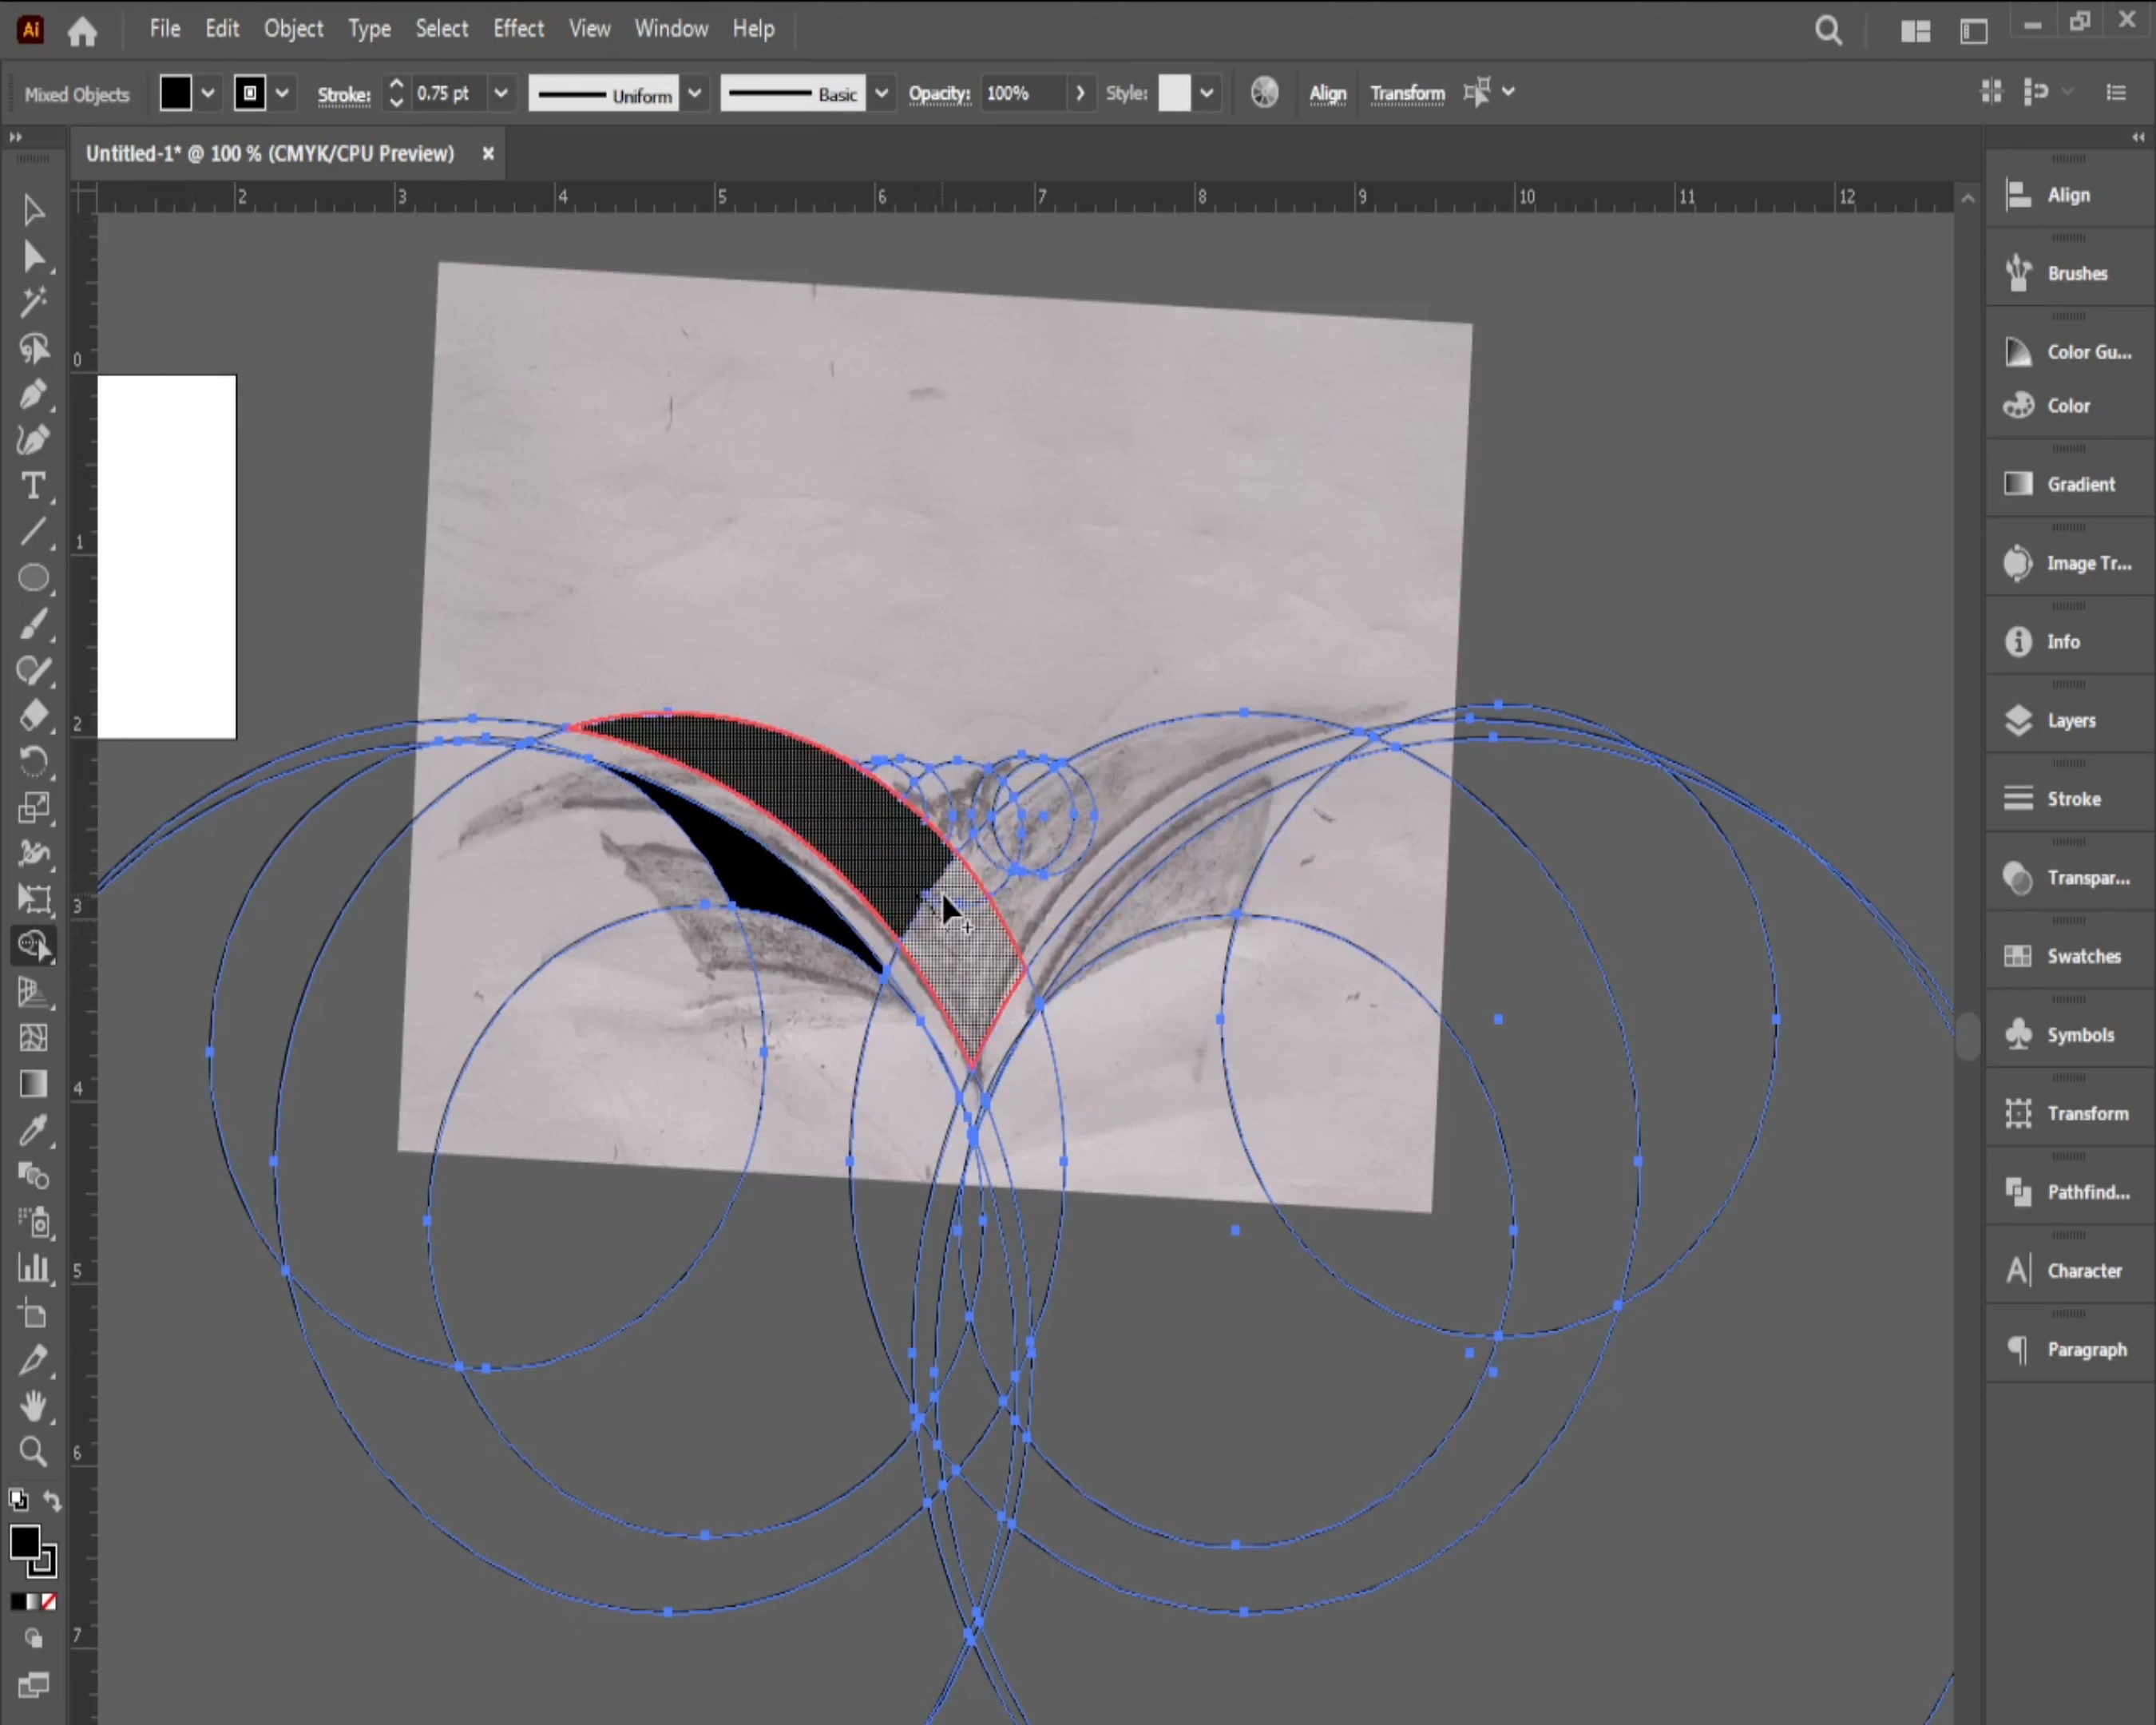 Ai File Edit Object Type Select Effect View Window Help
Mixed Objects Stroke: 0.75 pt Uniform Basic Opacity: 100% Style: Align Transform
Untitled-1* @ 100 % (CMYK/CPU Preview) ×
2 3 4 5 6 7 8 9 10 11 12
0
1
2
3
4
5
6
7
Align
Brushes
Color Gu...
Color
Gradient
Image Tr...
Info
Layers
Stroke
Transpar...
Swatches
Symbols
Transform
Pathfind...
Character
Paragraph